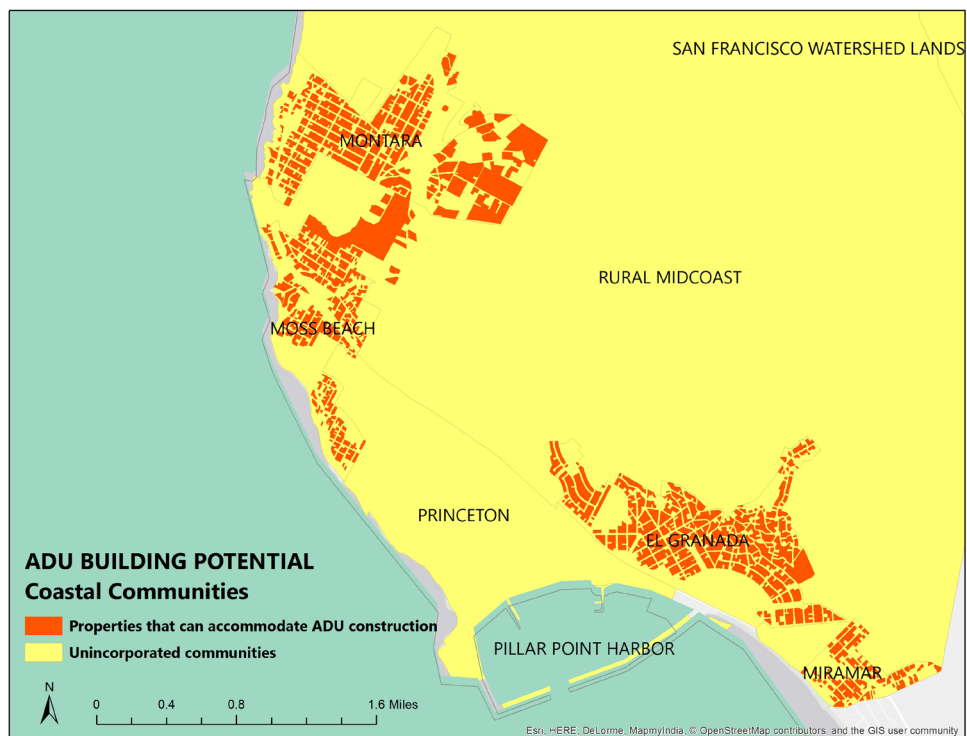 SAN FRANCISCO WATERSHED LANDS
MONTARA
RURAL MIDCOAST
MOSS BEACH
PRINCETON
EL GRANADA
ADU BUILDING POTENTIAL
Coastal Communities
Properties that can accommodate ADU construction
Unincorporated communities
PILLAR POINT HARBOR
MIRAMAR
N
0 0.4 0.8 1.6 Miles
Esri, HERE, DeLorme, MapmyIndia, © OpenStreetMap contributors, and the GIS user community